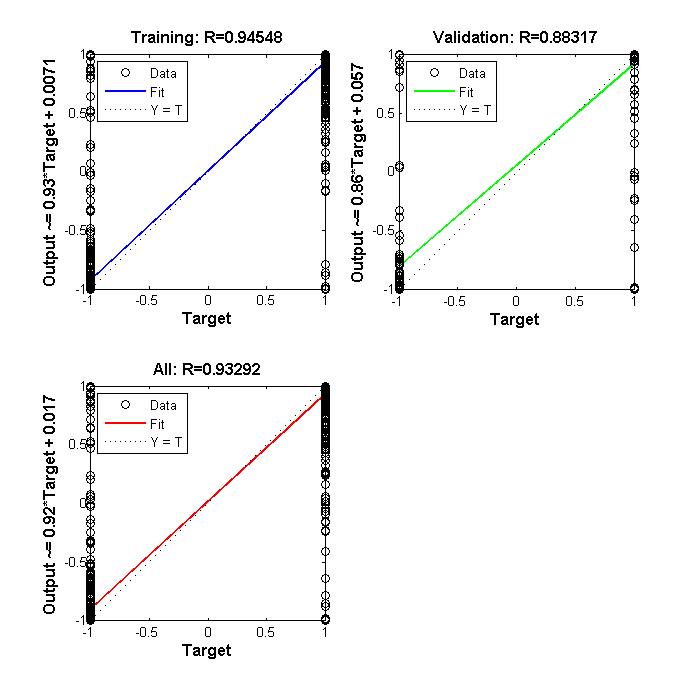 Training: R=0.94548
Output ~= 0.93*Target + 0.0071
1
0.5
0
-0.5
-1
Data
Fit
Y = T
-1
-0.5
0
0.5
1
Target
Validation: R=0.88317
Output ~= 0.86*Target + 0.057
1
0.5
0
-0.5
-1
Data
Fit
Y = T
-1
-0.5
0
0.5
1
Target
All: R=0.93292
Output ~= 0.92*Target + 0.017
1
0.5
0
-0.5
-1
Data
Fit
Y = T
-1
-0.5
0
0.5
1
Target